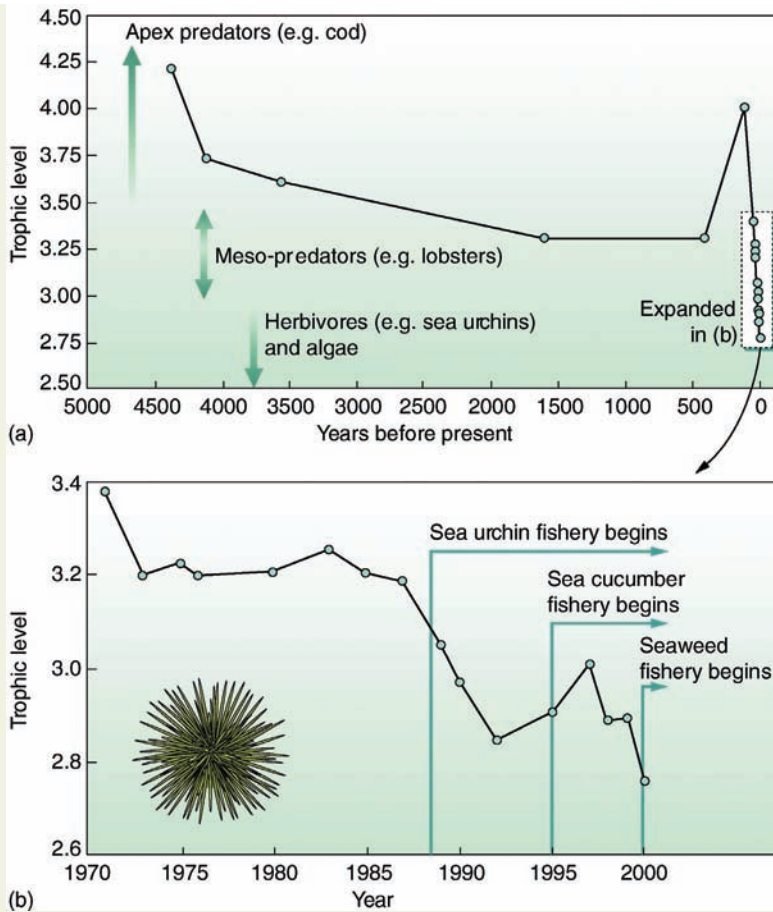 4.50
4.25
4.00
3.75
3.50
3.25
3.00
2.75
2.50
Trophic level
Apex predators (e.g. cod)
Meso-predators (e.g. lobsters)
Herbivores (e.g. sea urchins)
and algae
Expanded
in (b)
5000 4500 4000 3500 3000 2500 2000 1500 1000 500 0
(a)
Years before present
3.4
3.2
3.0
2.8
2.6
Trophic level
Sea urchin fishery begins
Sea cucumber
fishery begins
Seaweed
fishery begins
1970 1975 1980 1985 1990 1995 2000
(b)
Year